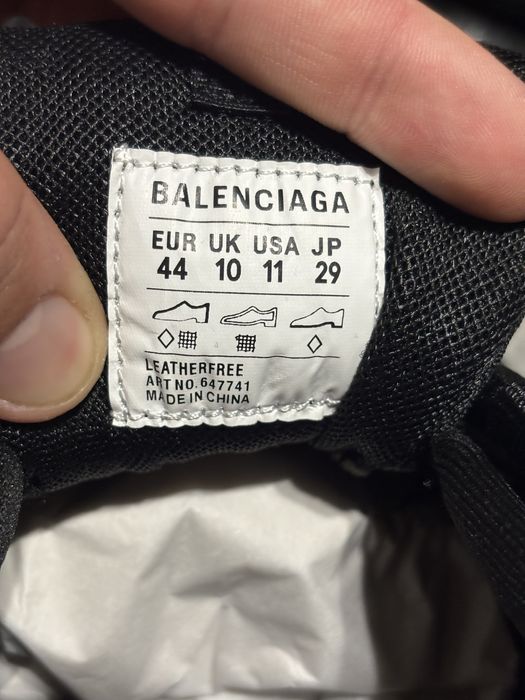 BALENCIAGA
EUR UK USA JP
44 10 11 29
LEATHERFREE
ART NO. 647741
MADE IN CHINA